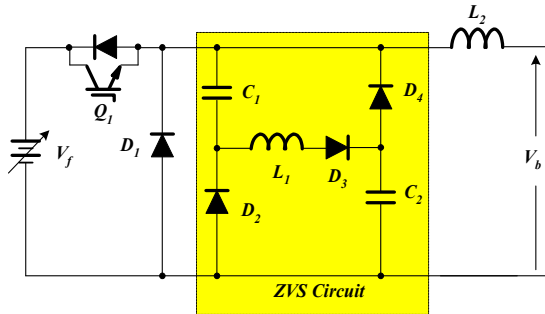 L2
Q1
C1
D4
Vf
D1
L1
D3
Vb
D2
C2
ZVS Circuit